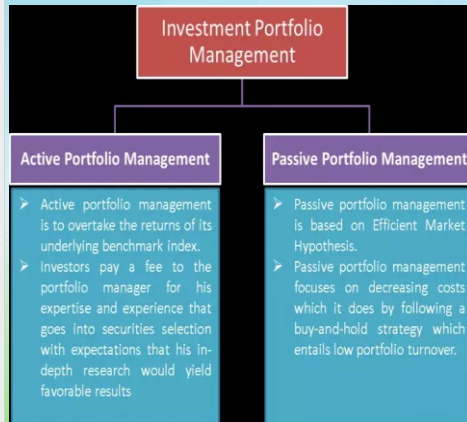 Investment Portfolio
Management
Active Portfolio Management
➢ Active portfolio management
is to overtake the returns of its
underlying benchmark index.
➢ Investors pay a fee to the
portfolio manager for his
expertise and experience that
goes into securities selection
with expectations that his in-
depth research would yield
favorable results
Passive Portfolio Management
➢ Passive portfolio management
is based on Efficient Market
Hypothesis.
➢ Passive portfolio management
focuses on decreasing costs
which it does by following a
buy-and-hold strategy which
entails low portfolio turnover.